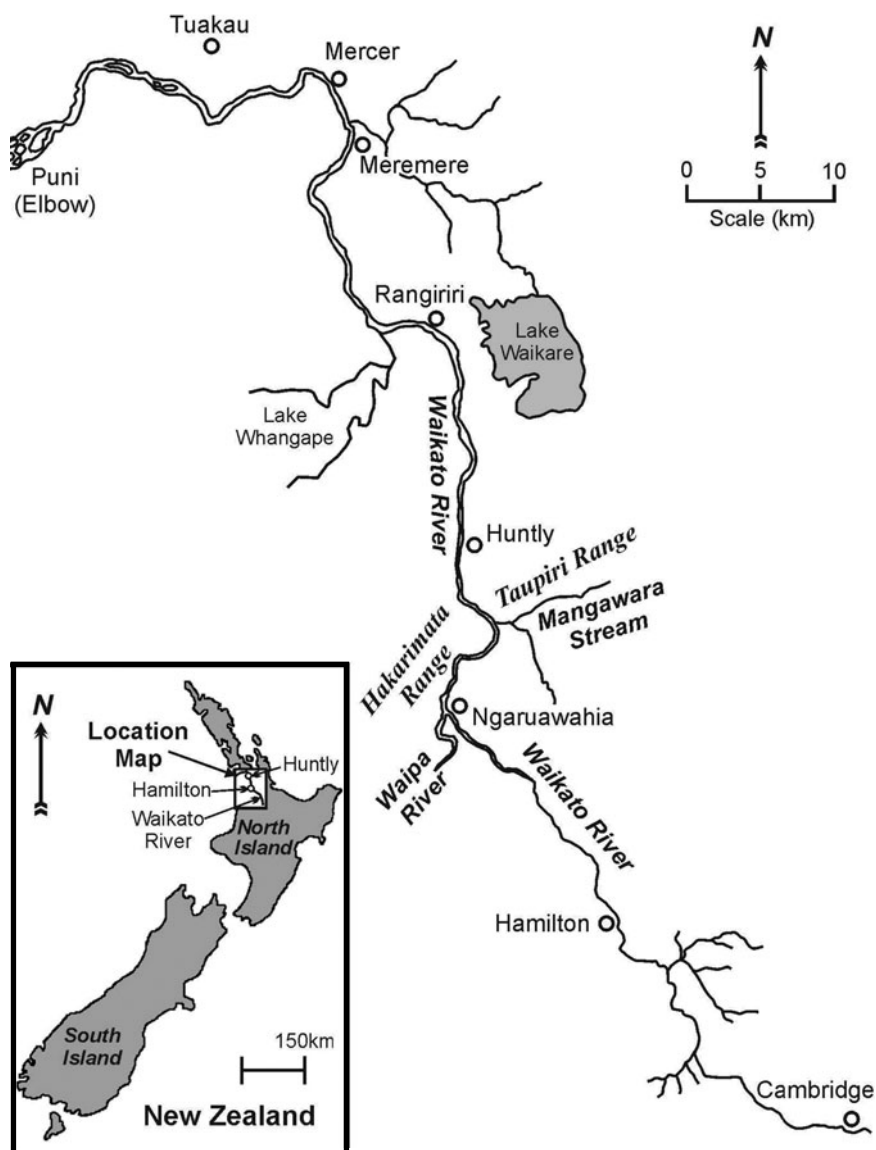 Tuakau
Mercer
N
Meremere
Puni
(Elbow)
0 5 10
Scale (km)
Rangiriri
Lake
Waikare
Lake
Whangape
Waikato River
Huntly
Taupiri Range
Mangawara
Stream
Hakarimata
Range
Ngaruawahia
Waipa
River
Waikato River
Hamilton
Cambridge
N
Location
Map
Huntly
Hamilton
Waikato
River
North
Island
South
Island
150km
New Zealand